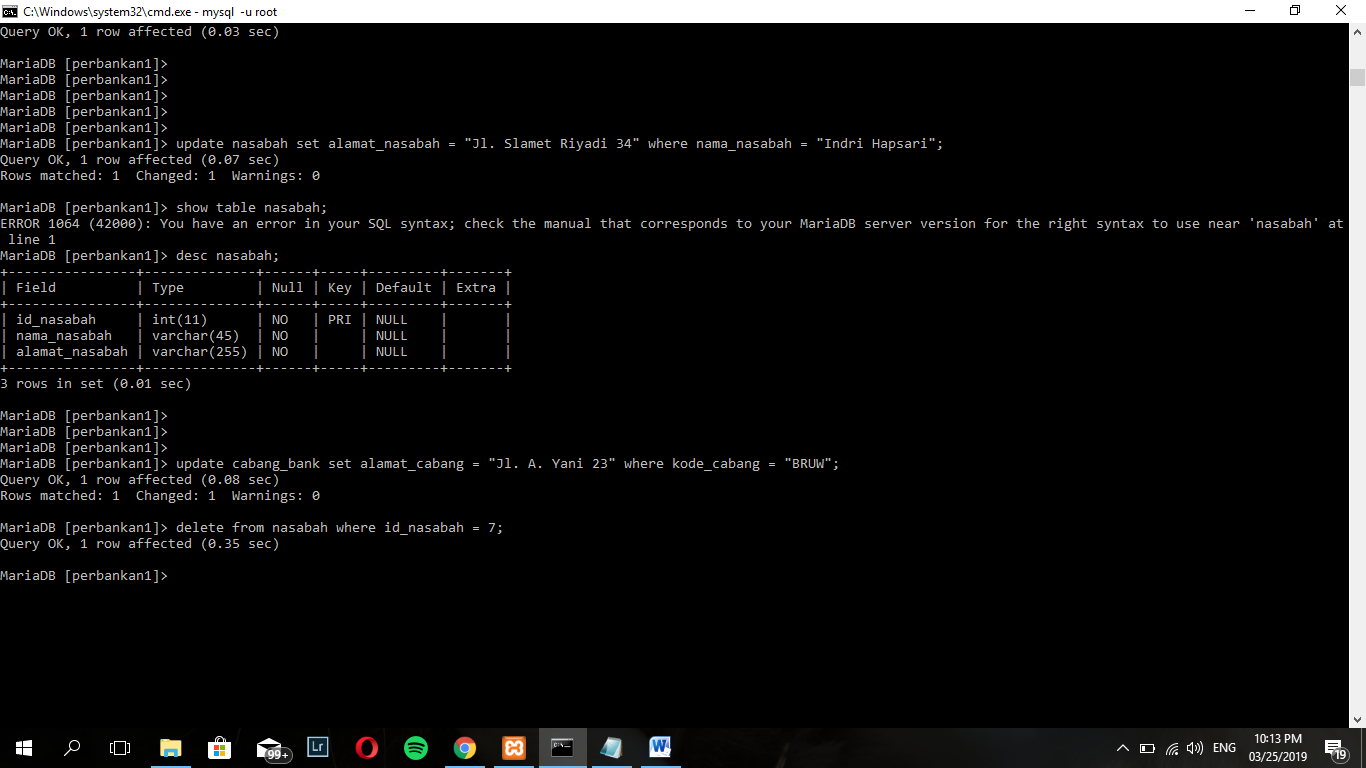 C:\Windows\system32\cmd.exe - mysql  -u root
Query OK, 1 row affected (0.03 sec)
MariaDB [perbankan1]>
MariaDB [perbankan1]>
MariaDB [perbankan1]>
MariaDB [perbankan1]>
MariaDB [perbankan1]>
MariaDB [perbankan1]> update nasabah set alamat_nasabah = "Jl. Slamet Riyadi 34" where nama_nasabah = "Indri Hapsari";
Query OK, 1 row affected (0.07 sec)
Rows matched: 1  Changed: 1  Warnings: 0
MariaDB [perbankan1]> show table nasabah;
ERROR 1064 (42000): You have an error in your SQL syntax; check the manual that corresponds to your MariaDB server version for the right syntax to use near 'nasabah' at
 line 1
MariaDB [perbankan1]> desc nasabah;
+----------------+--------------+------+-----+---------+-------+
| Field          | Type         | Null | Key | Default | Extra |
+----------------+--------------+------+-----+---------+-------+
| id_nasabah     | int(11)      | NO   | PRI | NULL    |       |
| nama_nasabah   | varchar(45)  | NO   |     | NULL    |       |
| alamat_nasabah | varchar(255) | NO   |     | NULL    |       |
+----------------+--------------+------+-----+---------+-------+
3 rows in set (0.01 sec)
MariaDB [perbankan1]>
MariaDB [perbankan1]>
MariaDB [perbankan1]>
MariaDB [perbankan1]> update cabang_bank set alamat_cabang = "Jl. A. Yani 23" where kode_cabang = "BRUW";
Query OK, 1 row affected (0.08 sec)
Rows matched: 1  Changed: 1  Warnings: 0
MariaDB [perbankan1]> delete from nasabah where id_nasabah = 7;
Query OK, 1 row affected (0.35 sec)
MariaDB [perbankan1]>
99+
Lr
ENG
10:13 PM
03/25/2019
19